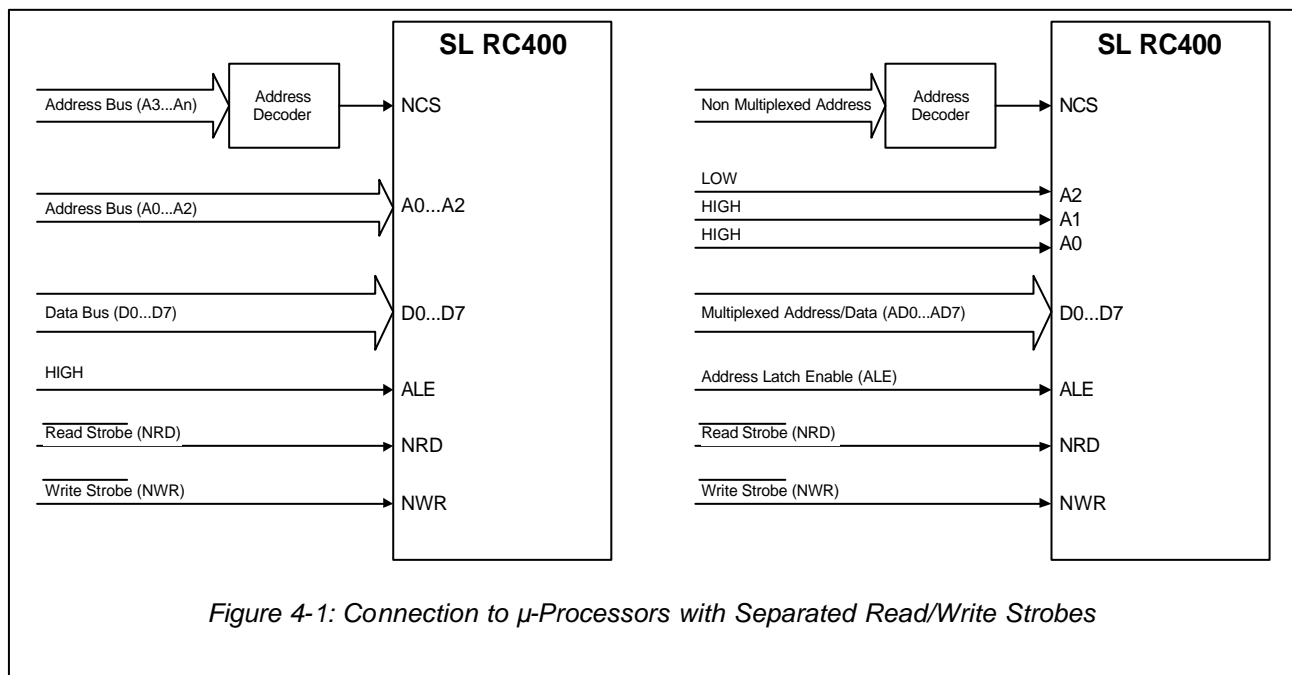 SL RC400
Address Bus (A3...An)
Address
Decoder
NCS
Address Bus (A0...A2)
A0...A2
Data Bus (D0...D7)
D0...D7
HIGH
ALE
Read Strobe (NRD)
NRD
Write Strobe (NWR)
NWR
SL RC400
Non Multiplexed Address
Address
Decoder
NCS
LOW
A2
HIGH
A1
HIGH
A0
Multiplexed Address/Data (AD0...AD7)
D0...D7
Address Latch Enable (ALE)
ALE
Read Strobe (NRD)
NRD
Write Strobe (NWR)
NWR
Figure 4-1: Connection to µ-Processors with Separated Read/Write Strobes